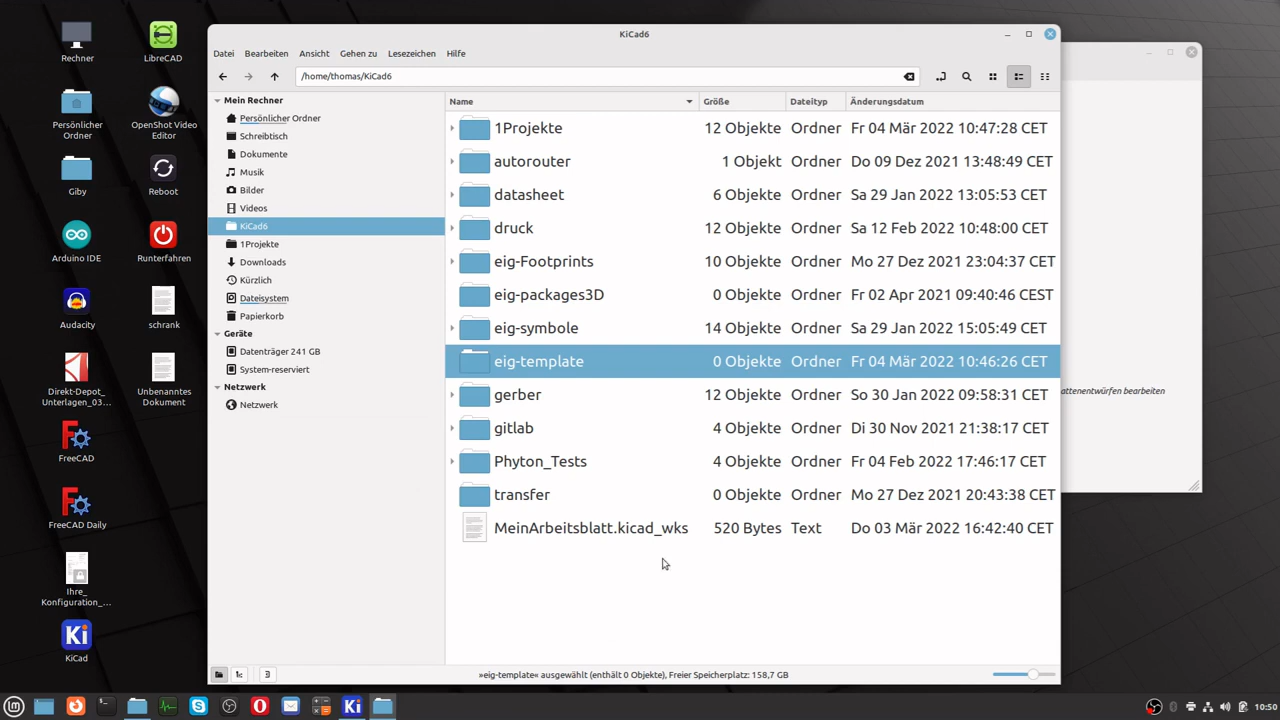 Rechner
LibreCAD
Persönlicher
Ordner
OpenShot Video
Editor
Giby
Reboot
Arduino IDE
Runterfahren
Audacity
schrank
Direkt-Depot_
Unterlagen_03...
Unbenanntes
Dokument
FreeCAD
FreeCAD Daily
Ihre_
Konfiguration_...
Ki
KiCad
KiCad6
Datei Bearbeiten Ansicht Gehen zu Lesezeichen Hilfe
/home/thomas/KiCad6
Mein Rechner
Persönlicher Ordner
Schreibtisch
Dokumente
Musik
Bilder
Videos
KiCad6
1Projekte
Downloads
Kürzlich
Dateisystem
Papierkorb
Geräte
Datenträger 241 GB
System-reserviert
Netzwerk
Netzwerk
Name Größe Dateityp Änderungsdatum
1Projekte 12 Objekte Ordner Fr 04 Mär 2022 10:47:28 CET
autorouter 1 Objekt Ordner Do 09 Dez 2021 13:48:49 CET
datasheet 6 Objekte Ordner Sa 29 Jan 2022 13:05:53 CET
druck 12 Objekte Ordner Sa 12 Feb 2022 10:48:00 CET
eig-Footprints 10 Objekte Ordner Mo 27 Dez 2021 23:04:37 CET
eig-packages3D 0 Objekte Ordner Fr 02 Apr 2021 09:40:46 CEST
eig-symbole 14 Objekte Ordner Sa 29 Jan 2022 15:05:49 CET
eig-template 0 Objekte Ordner Fr 04 Mär 2022 10:46:26 CET
gerber 12 Objekte Ordner So 30 Jan 2022 09:58:31 CET
gitlab 4 Objekte Ordner Di 30 Nov 2021 21:38:17 CET
Phyton_Tests 4 Objekte Ordner Fr 04 Feb 2022 17:46:17 CET
transfer 0 Objekte Ordner Mo 27 Dez 2021 20:43:38 CET
MeinArbeitsblatt.kicad_wks 520 Bytes Text Do 03 Mär 2022 16:42:40 CET
»eig-template« ausgewählt (enthält 0 Objekte), Freier Speicherplatz: 158,7 GB
attenentwürfen bearbeiten
Ki
10:50